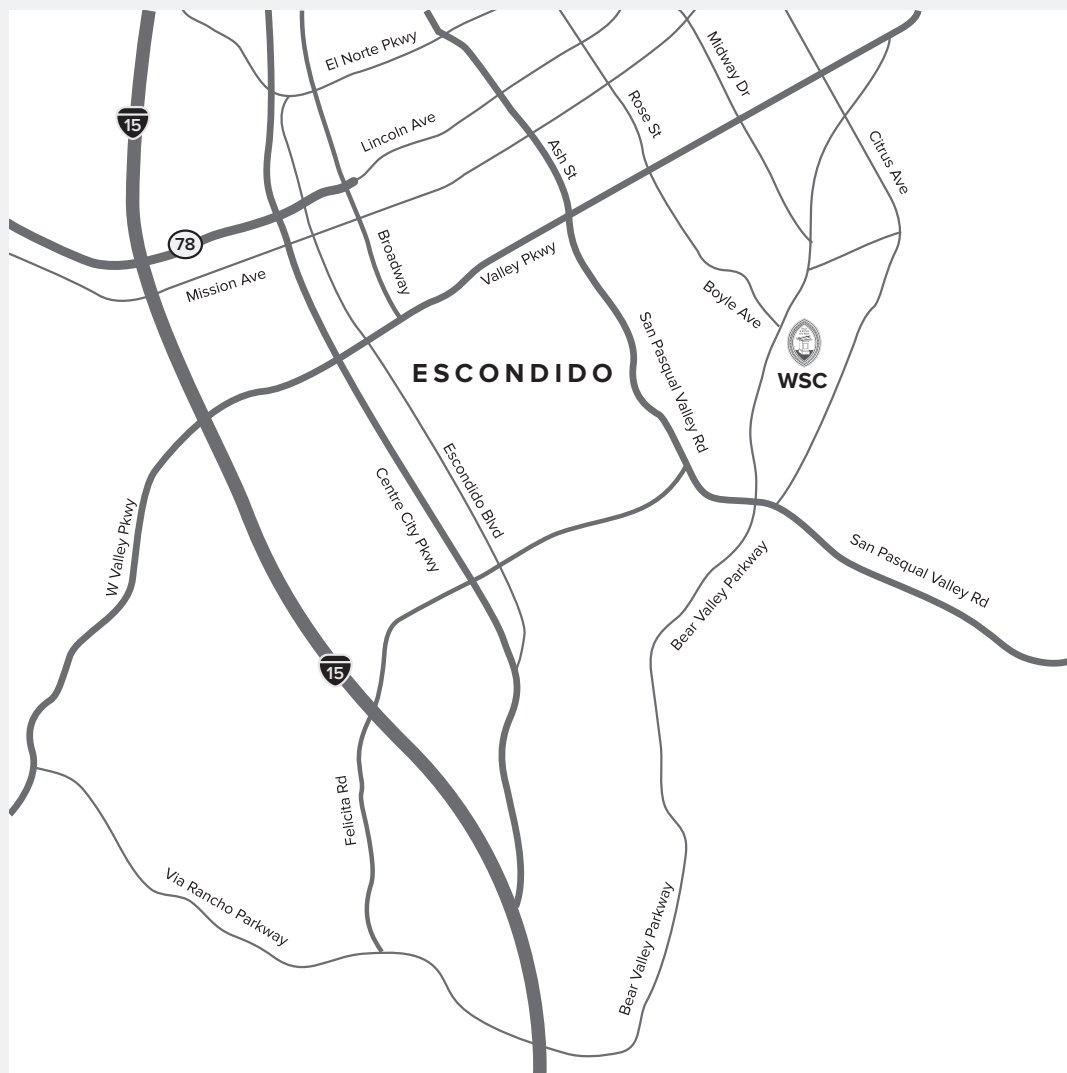 El Norte Pkwy
Midway Dr
15
Lincoln Ave
Rose St
Ash St
Citrus Ave
78
Broadway
Valley Pkwy
Mission Ave
Boyle Ave
San Pasqual Valley Rd
ESCONDIDO
WSC
Escondido Blvd
Centre City Pkwy
W Valley Pkwy
San Pasqual Valley Rd
Bear Valley Parkway
15
Felicita Rd
Via Rancho Parkway
Bear Valley Parkway